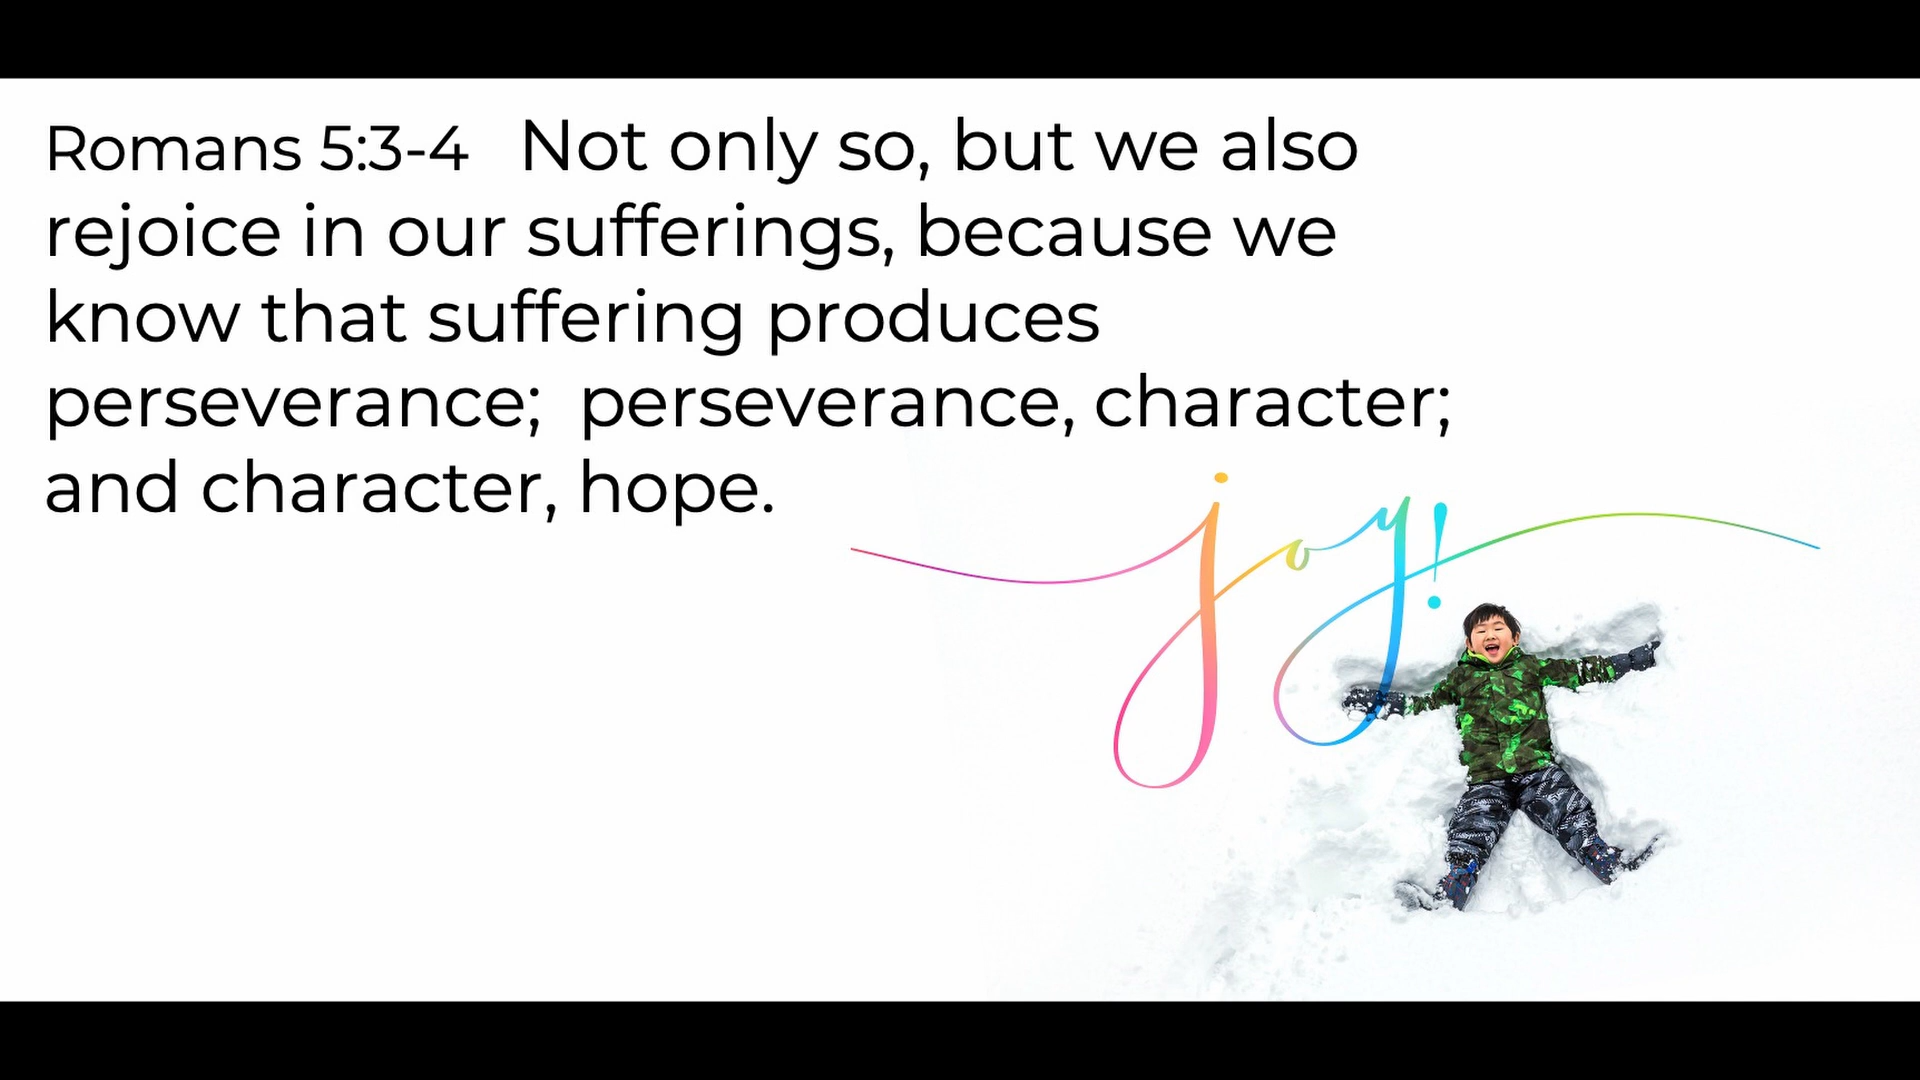 Romans 5:3-4   Not only so, but we also
rejoice in our sufferings, because we
know that suffering produces
perseverance;  perseverance, character;
and character, hope.
joy!